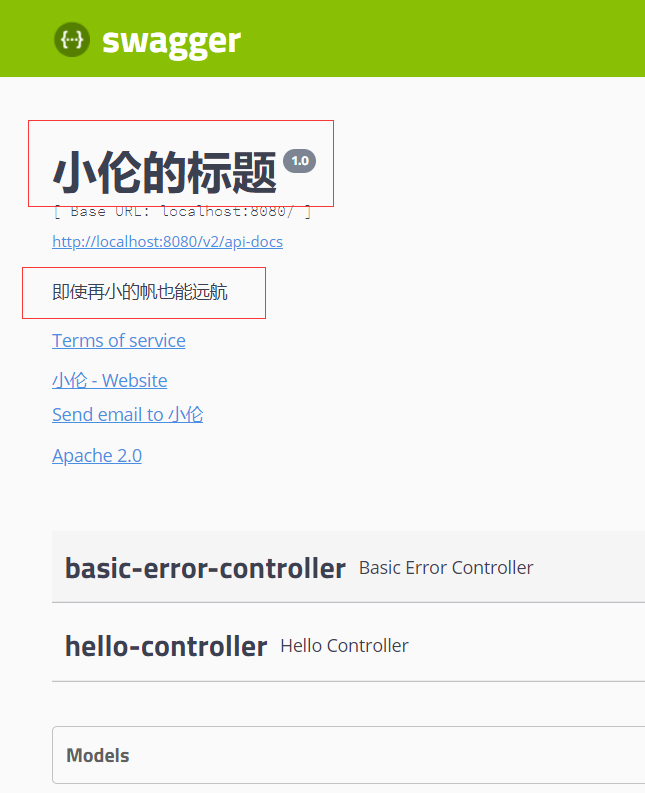 {···} swagger
小伦的标题 1.0
[ Base URL: localhost:8080/ ]
http://localhost:8080/v2/api-docs
即使再小的帆也能远航
Terms of service
小伦 - Website
Send email to 小伦
Apache 2.0
basic-error-controller Basic Error Controller
hello-controller Hello Controller
Models